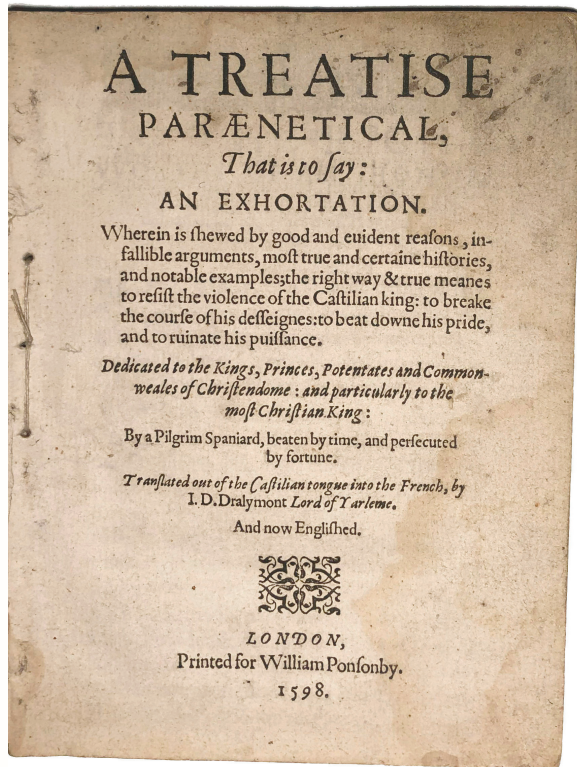 A TREATISE
PARÆNETICAL,
That is to ſay:
AN EXHORTATION.
Wherein is ſhewed by good and euident reaſons, in-
fallible arguments, moſt true and certaine hiſtories,
and notable examples; the right way & true meanes
to reſiſt the violence of the Caſtilian king: to breake
the courſe of his deſſeignes: to beat downe his pride,
and to ruinate his puiſſance.
Dedicated to the Kings, Princes, Potentates and Common-
weales of Chriſtendome: and particularly to the
moſt Chriſtian King:
By a Pilgrim Spaniard, beaten by time, and perſecuted
by fortune.
Tranſlated out of the Caſtilian tongue into the French, by
I. D. Dralymont Lord of Yarleme.
And now Engliſhed.
LONDON,
Printed for William Ponſonby.
1598.